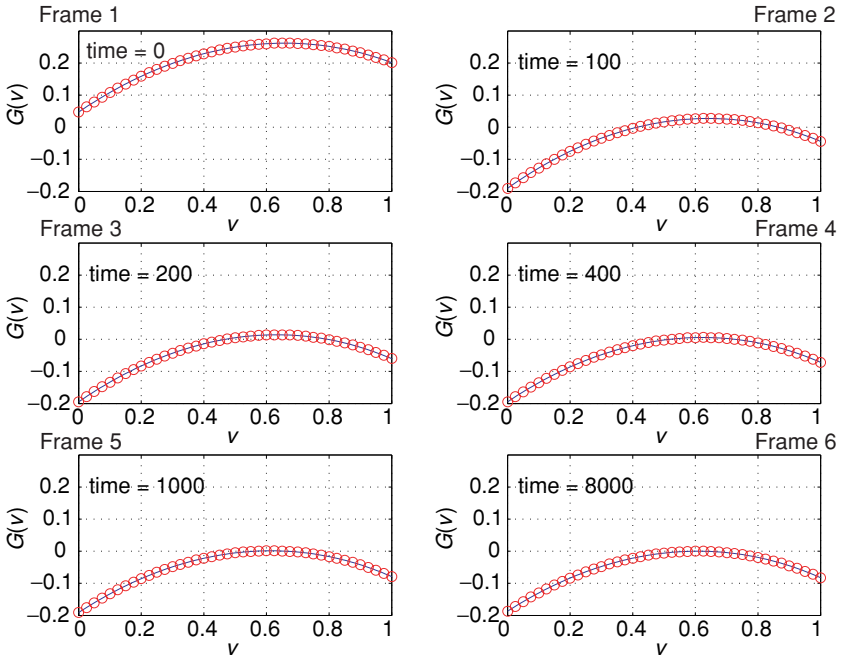 Frame 1
time = 0
G(v)
0.2
0.1
0
−0.1
−0.2
0 0.2 0.4 0.6 0.8 1
v
Frame 2
time = 100
G(v)
0.2
0.1
0
−0.1
−0.2
0 0.2 0.4 0.6 0.8 1
v
Frame 3
time = 200
G(v)
0.2
0.1
0
−0.1
−0.2
0 0.2 0.4 0.6 0.8 1
v
Frame 4
time = 400
G(v)
0.2
0.1
0
−0.1
−0.2
0 0.2 0.4 0.6 0.8 1
v
Frame 5
time = 1000
G(v)
0.2
0.1
0
−0.1
−0.2
0 0.2 0.4 0.6 0.8 1
v
Frame 6
time = 8000
G(v)
0.2
0.1
0
−0.1
−0.2
0 0.2 0.4 0.6 0.8 1
v